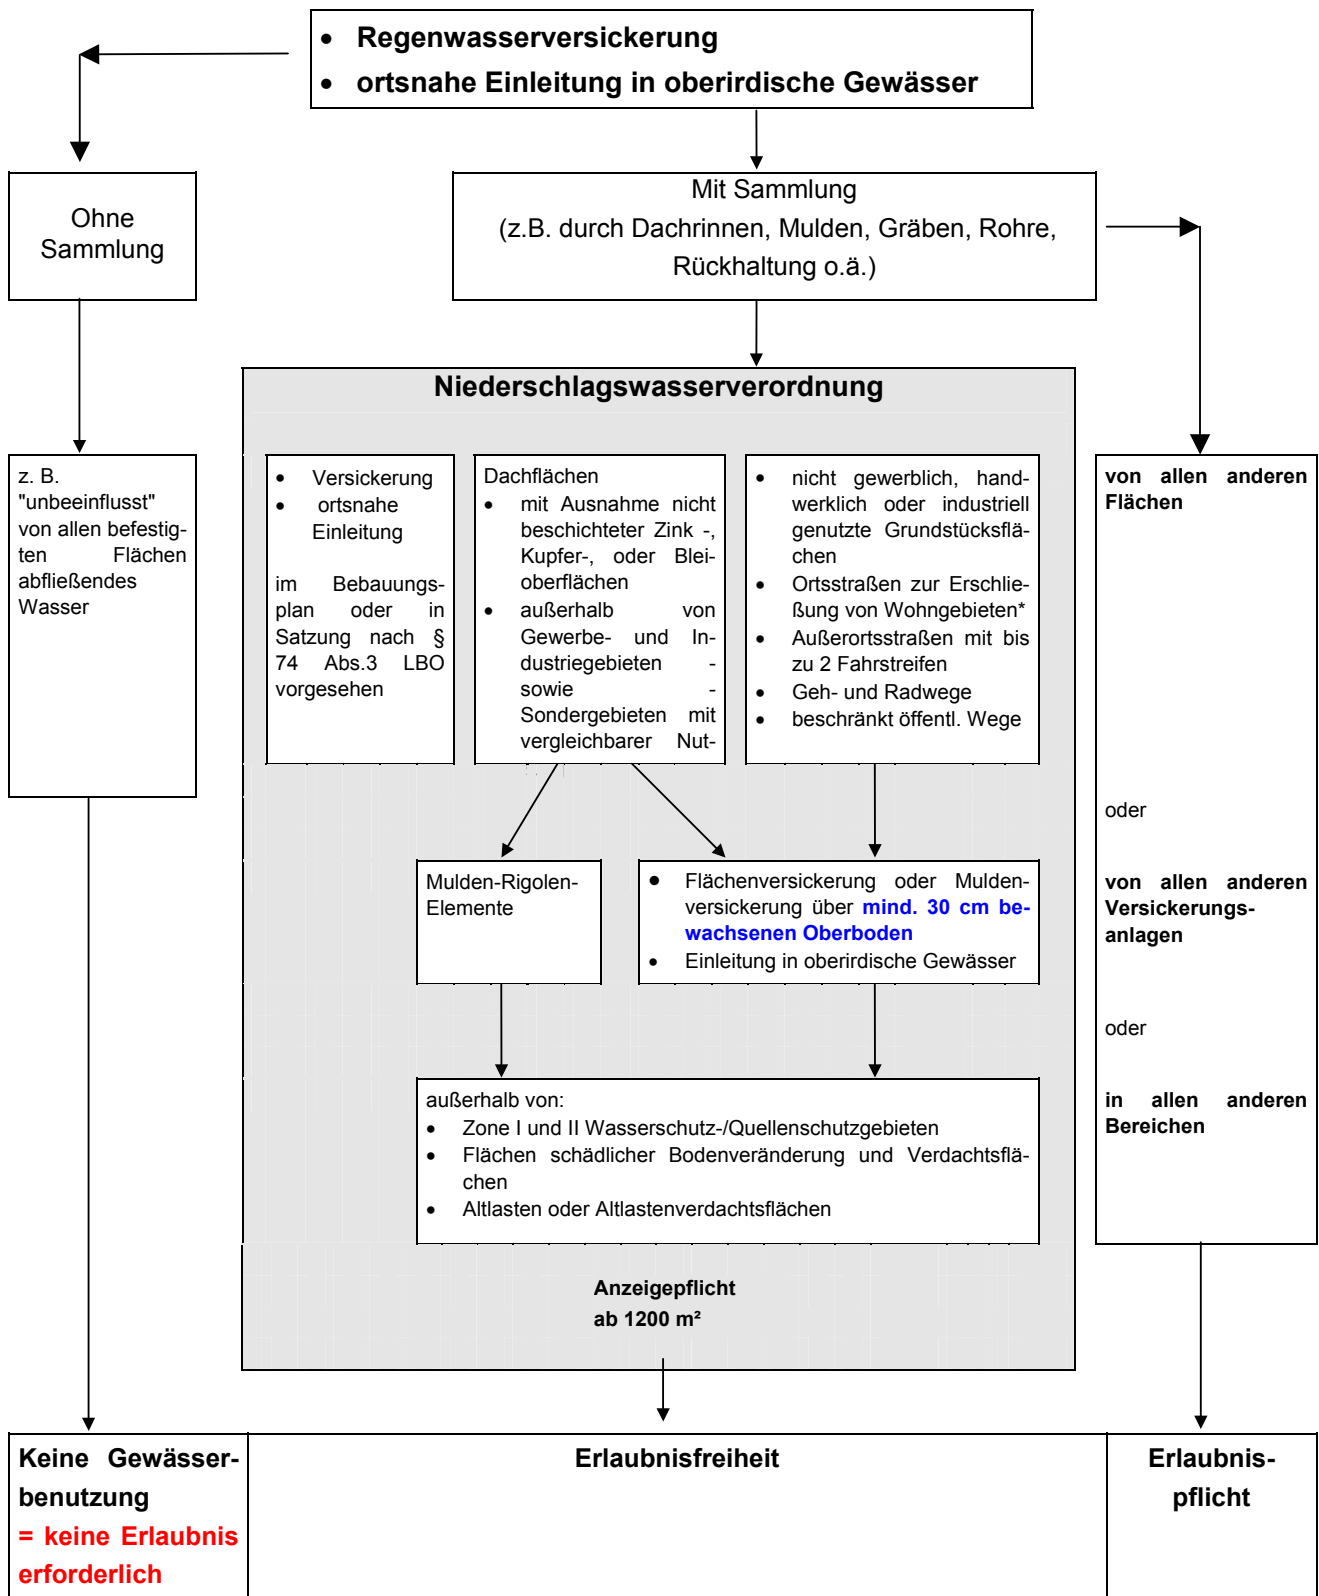 • Regenwasserversickerung
• ortsnahe Einleitung in oberirdische Gewässer
Ohne
Sammlung
Mit Sammlung
(z.B. durch Dachrinnen, Mulden, Gräben, Rohre,
Rückhaltung o.ä.)
Niederschlagswasserverordnung
z. B.
"unbeeinflusst"
von allen befestig-
ten Flächen
abfließendes
Wasser
• Versickerung
• ortsnahe
Einleitung
im Bebauungs-
plan oder in
Satzung nach §
74 Abs.3 LBO
vorgesehen
Dachflächen
• mit Ausnahme nicht
beschichteter Zink -,
Kupfer-, oder Blei-
oberflächen
• außerhalb von
Gewerbe- und In-
dustriegebieten -
sowie -
Sondergebieten mit
vergleichbarer Nut-
• nicht gewerblich, hand-
werklich oder industriell
genutzte Grundstücksflä-
chen
• Ortsstraßen zur Erschlie-
ßung von Wohngebieten*
• Außerortsstraßen mit bis
zu 2 Fahrstreifen
• Geh- und Radwege
• beschränkt öffentl. Wege
von allen anderen
Flächen
oder
von allen anderen
Versickerungs-
anlagen
oder
in allen anderen
Bereichen
Mulden-Rigolen-
Elemente
• Flächenversickerung oder Mulden-
versickerung über mind. 30 cm be-
wachsenen Oberboden
• Einleitung in oberirdische Gewässer
außerhalb von:
• Zone I und II Wasserschutz-/Quellenschutzgebieten
• Flächen schädlicher Bodenveränderung und Verdachtsflä-
chen
• Altlasten oder Altlastenverdachtsflächen
Anzeigepflicht
ab 1200 m²
Keine Gewässer-
benutzung
= keine Erlaubnis
erforderlich
Erlaubnisfreiheit
Erlaubnis-
pflicht